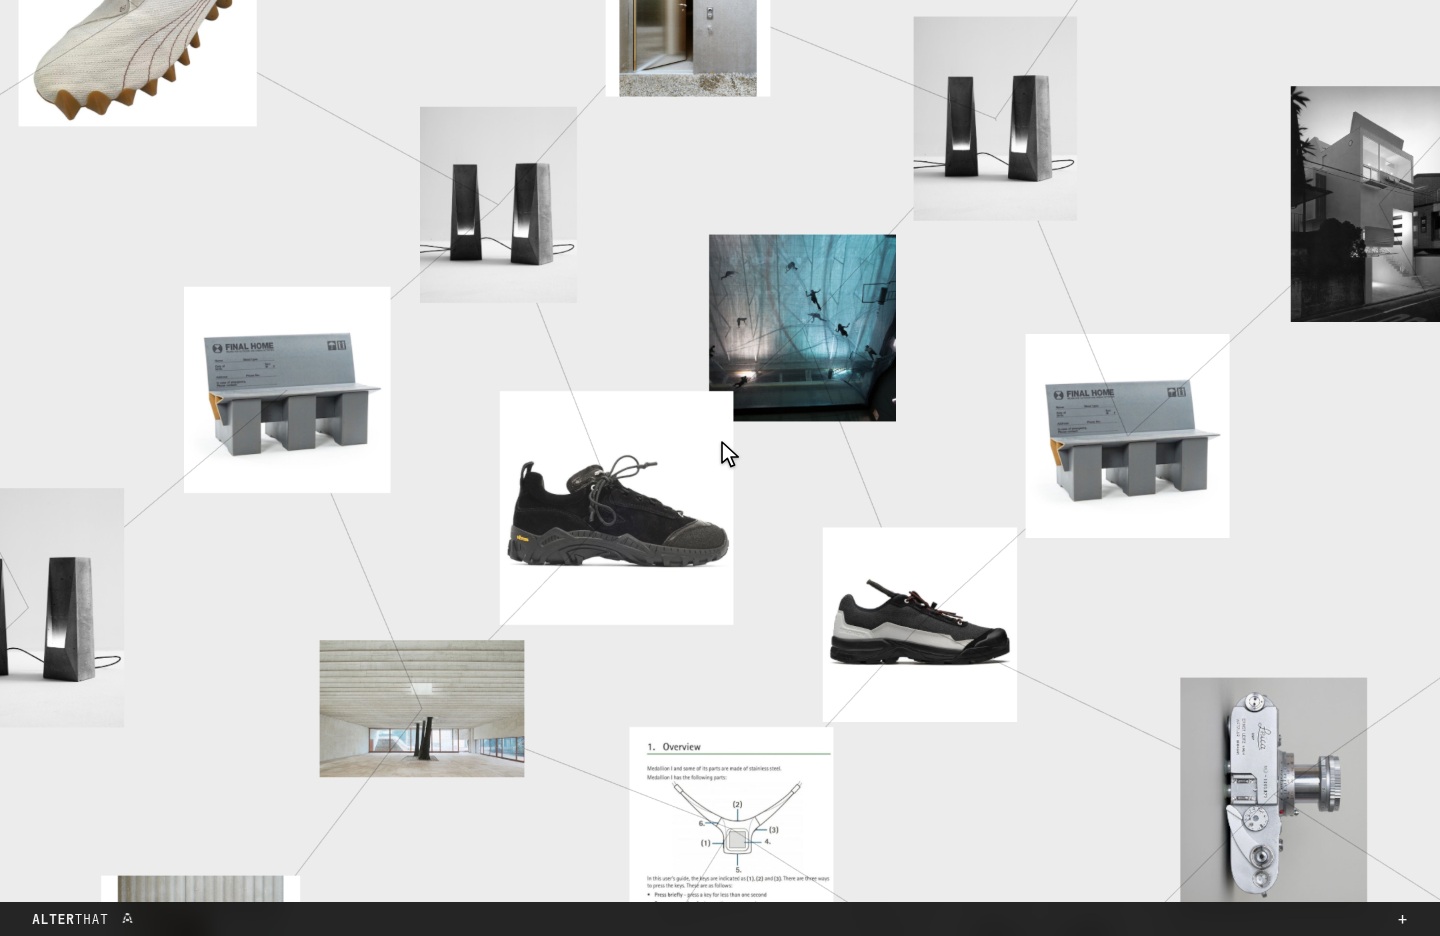 FINAL HOME
FINAL HOME
1. Overview
Medallion I and some of its parts are made of stainless steel.
Medallion I has the following parts:
(2)
6.
(3)
(1)
4.
5.
In this user's guide, the keys are indicated as (1), (2) and (3). There are three ways
to press the keys. These are as follows:
• Press briefly - press a key for less than one second
Leica
ALTERTHAT
+